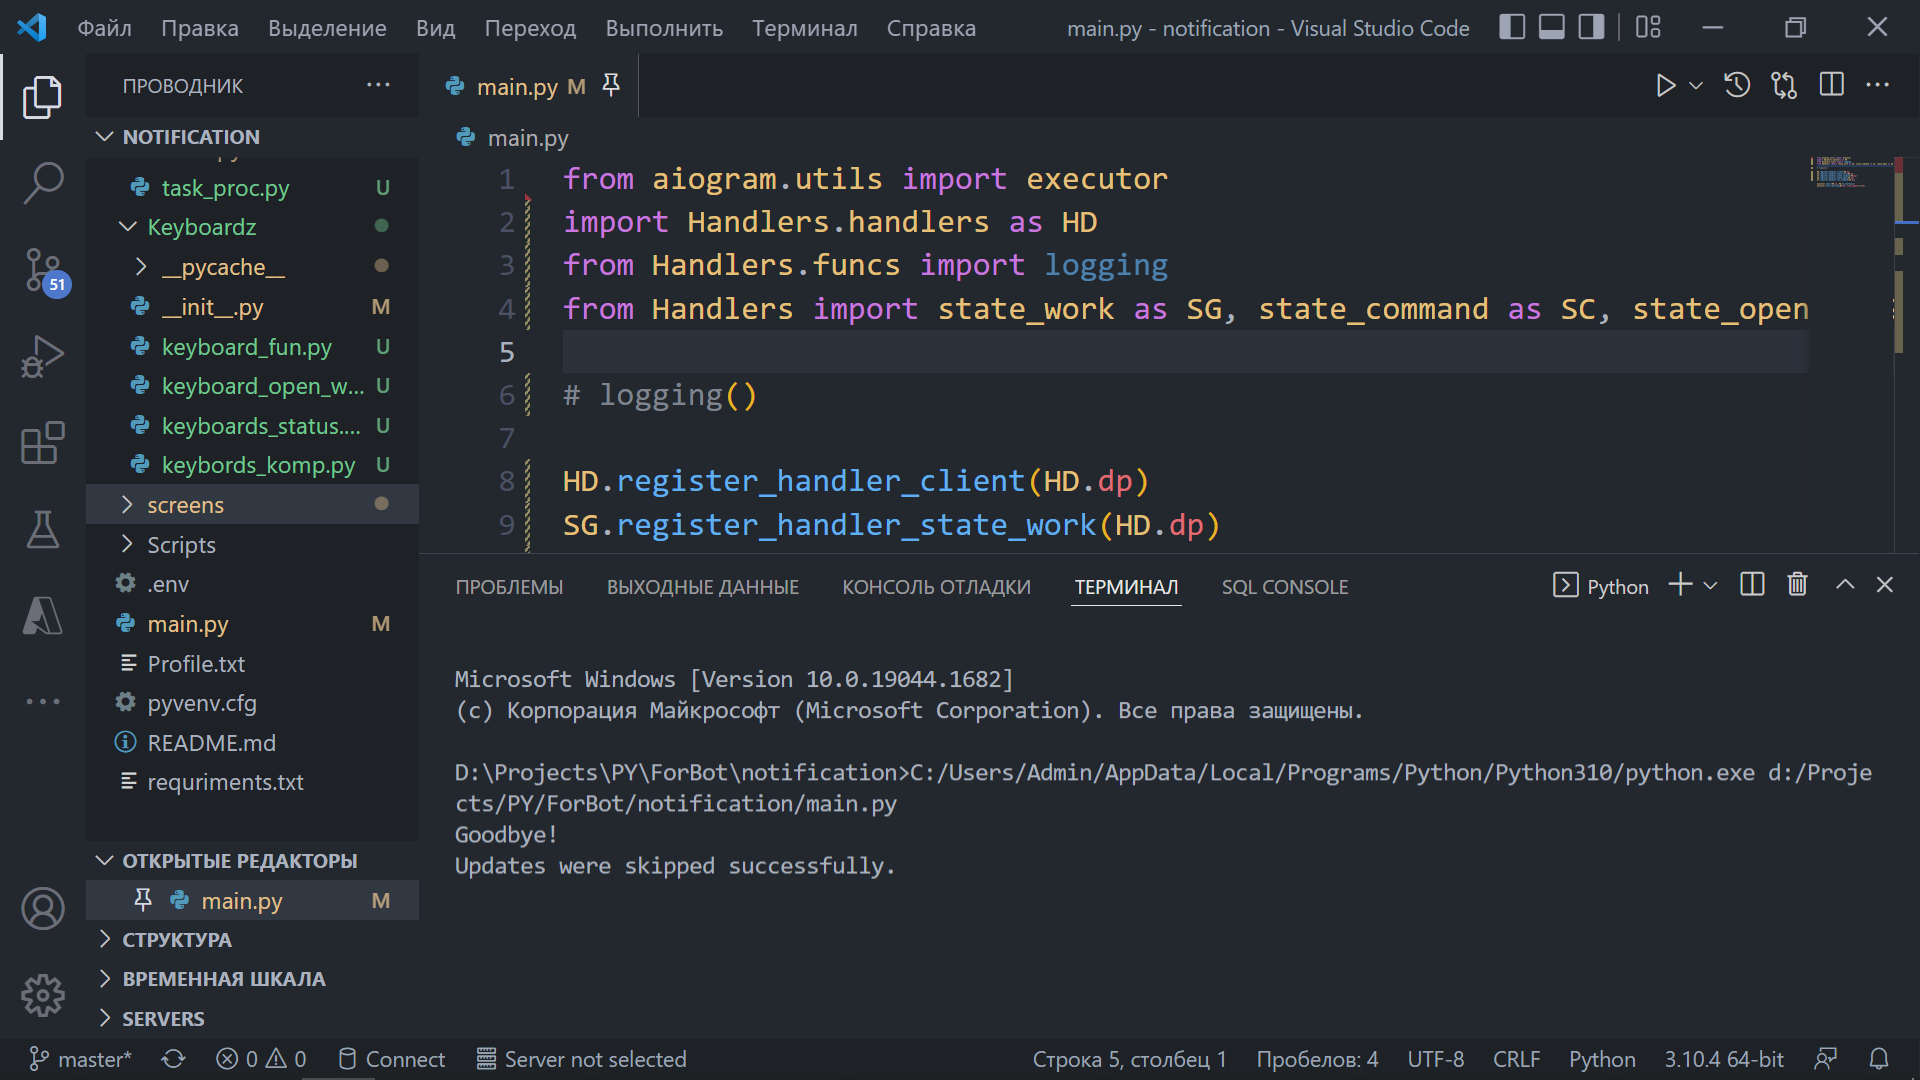 Файл Правка Выделение Вид Переход Выполнить Терминал Справка main.py - notification - Visual Studio Code
ПРОВОДНИК
main.py M
NOTIFICATION
main.py
task_proc.py U
Keyboardz
__pycache__
__init__.py M
keyboard_fun.py U
keyboard_open_w... U
keyboards_status.... U
keybords_komp.py U
screens
Scripts
.env
main.py M
Profile.txt
pyvenv.cfg
README.md
requriments.txt
51
1 from aiogram.utils import executor
2 import Handlers.handlers as HD
3 from Handlers.funcs import logging
4 from Handlers import state_work as SG, state_command as SC, state_open
5
6 # logging()
7
8 HD.register_handler_client(HD.dp)
9 SG.register_handler_state_work(HD.dp)
ПРОБЛЕМЫ ВЫХОДНЫЕ ДАННЫЕ КОНСОЛЬ ОТЛАДКИ ТЕРМИНАЛ SQL CONSOLE Python
Microsoft Windows [Version 10.0.19044.1682]
(c) Корпорация Майкрософт (Microsoft Corporation). Все права защищены.
D:\Projects\PY\ForBot\notification>C:/Users/Admin/AppData/Local/Programs/Python/Python310/python.exe d:/Proje
cts/PY/ForBot/notification/main.py
Goodbye!
Updates were skipped successfully.
ОТКРЫТЫЕ РЕДАКТОРЫ
main.py M
СТРУКТУРА
ВРЕМЕННАЯ ШКАЛА
SERVERS
master* 0 0 Connect Server not selected Строка 5, столбец 1 Пробелов: 4 UTF-8 CRLF Python 3.10.4 64-bit